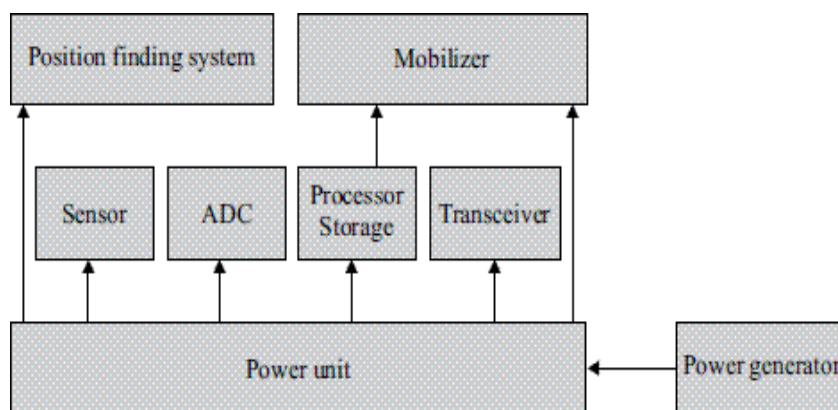 Position finding system
Mobilizer
Sensor
ADC
Processor
Storage
Transceiver
Power unit
Power generator